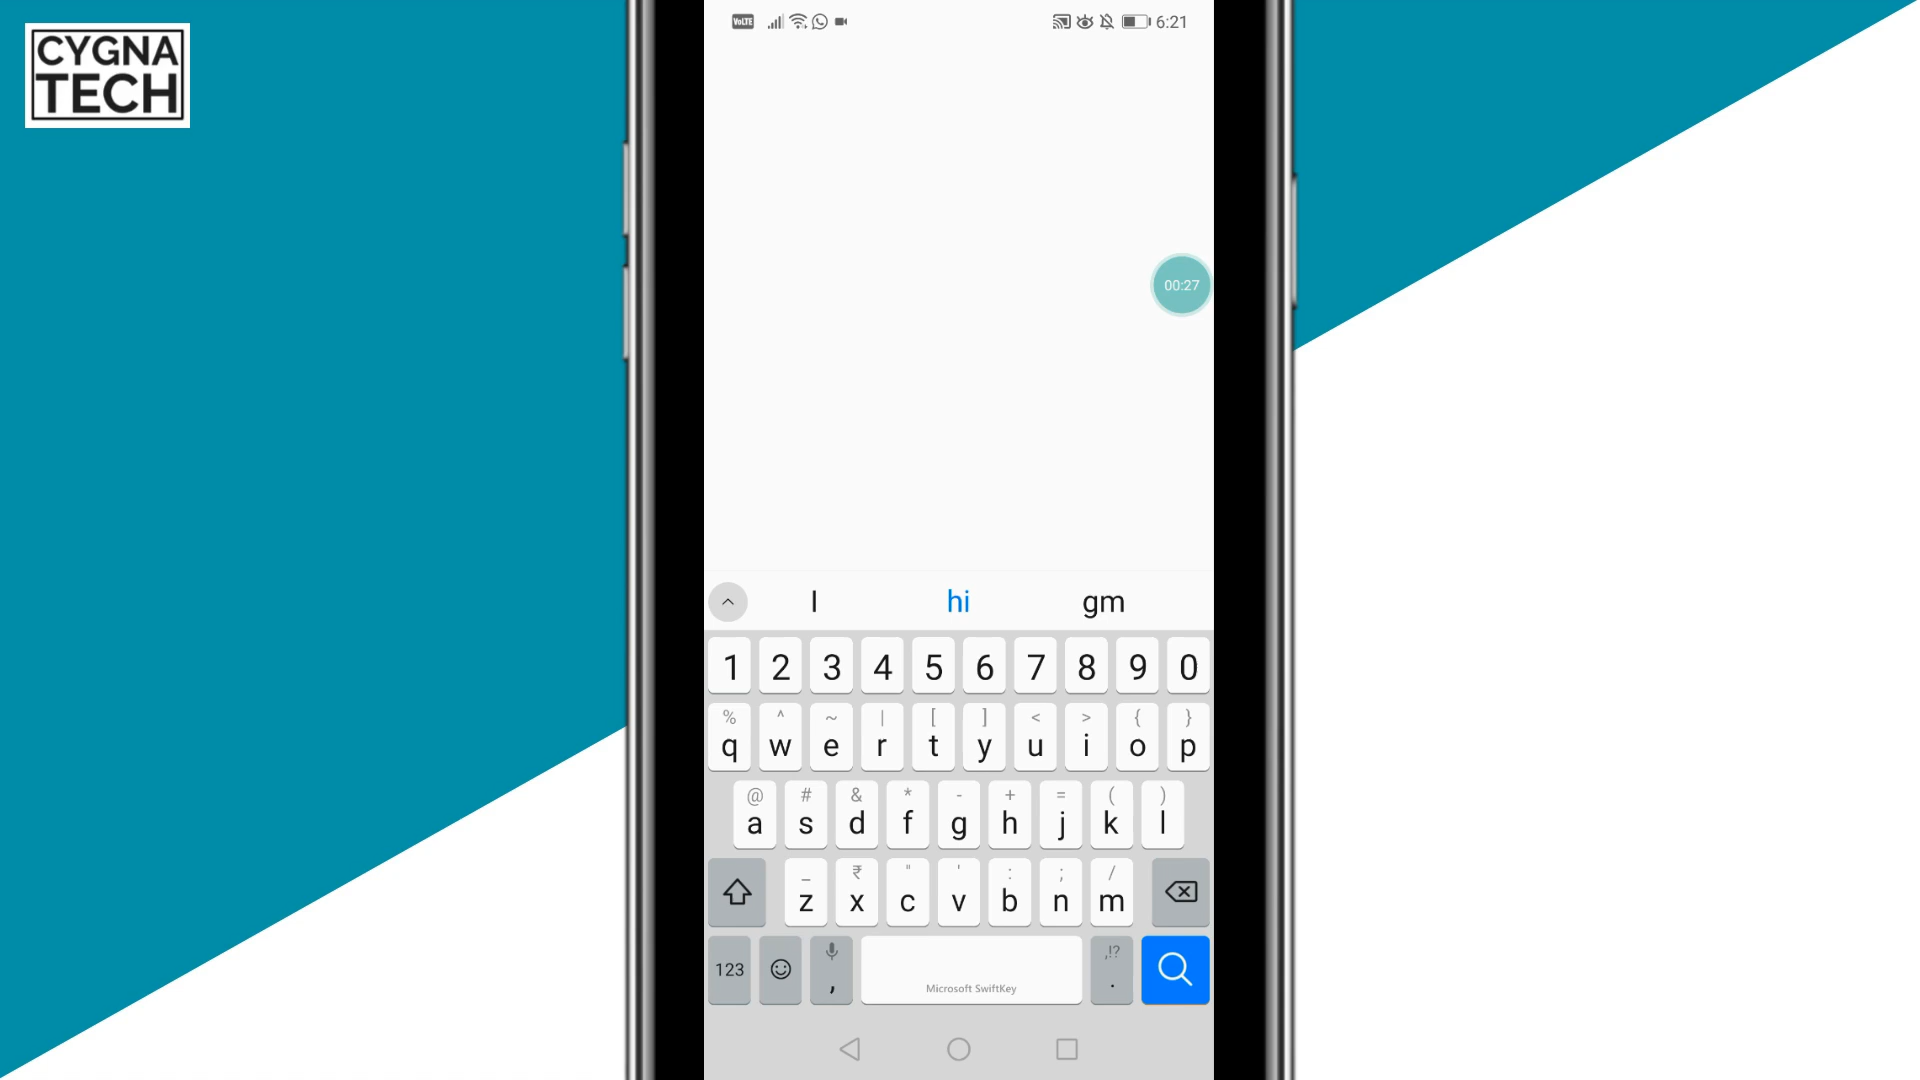 CYGNA
TECH
VoLTE
6:21
00:27
I hi gm
1 2 3 4 5 6 7 8 9 0
% ^ ~ | [ ] < > { }
q w e r t y u i o p
@ # & * - + = ( )
a s d f g h j k l
_ ₹ " ' : ; /
z x c v b n m
,!?
123 , Microsoft SwiftKey .